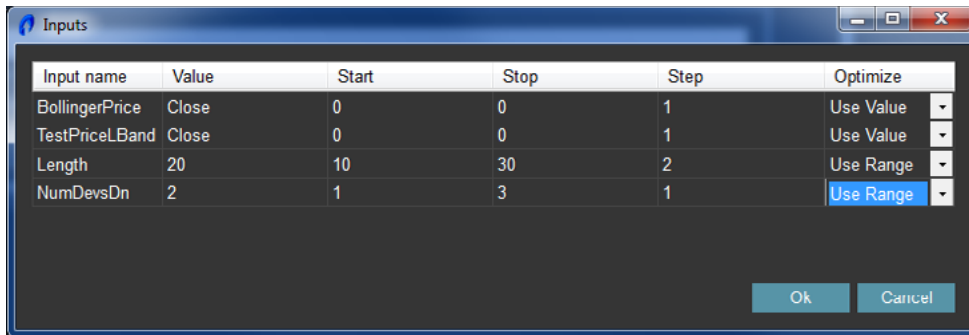 Inputs
Input name Value Start Stop Step Optimize
BollingerPrice Close 0 0 1 Use Value
TestPriceLBand Close 0 0 1 Use Value
Length 20 10 30 2 Use Range
NumDevsDn 2 1 3 1 Use Range
Ok Cancel